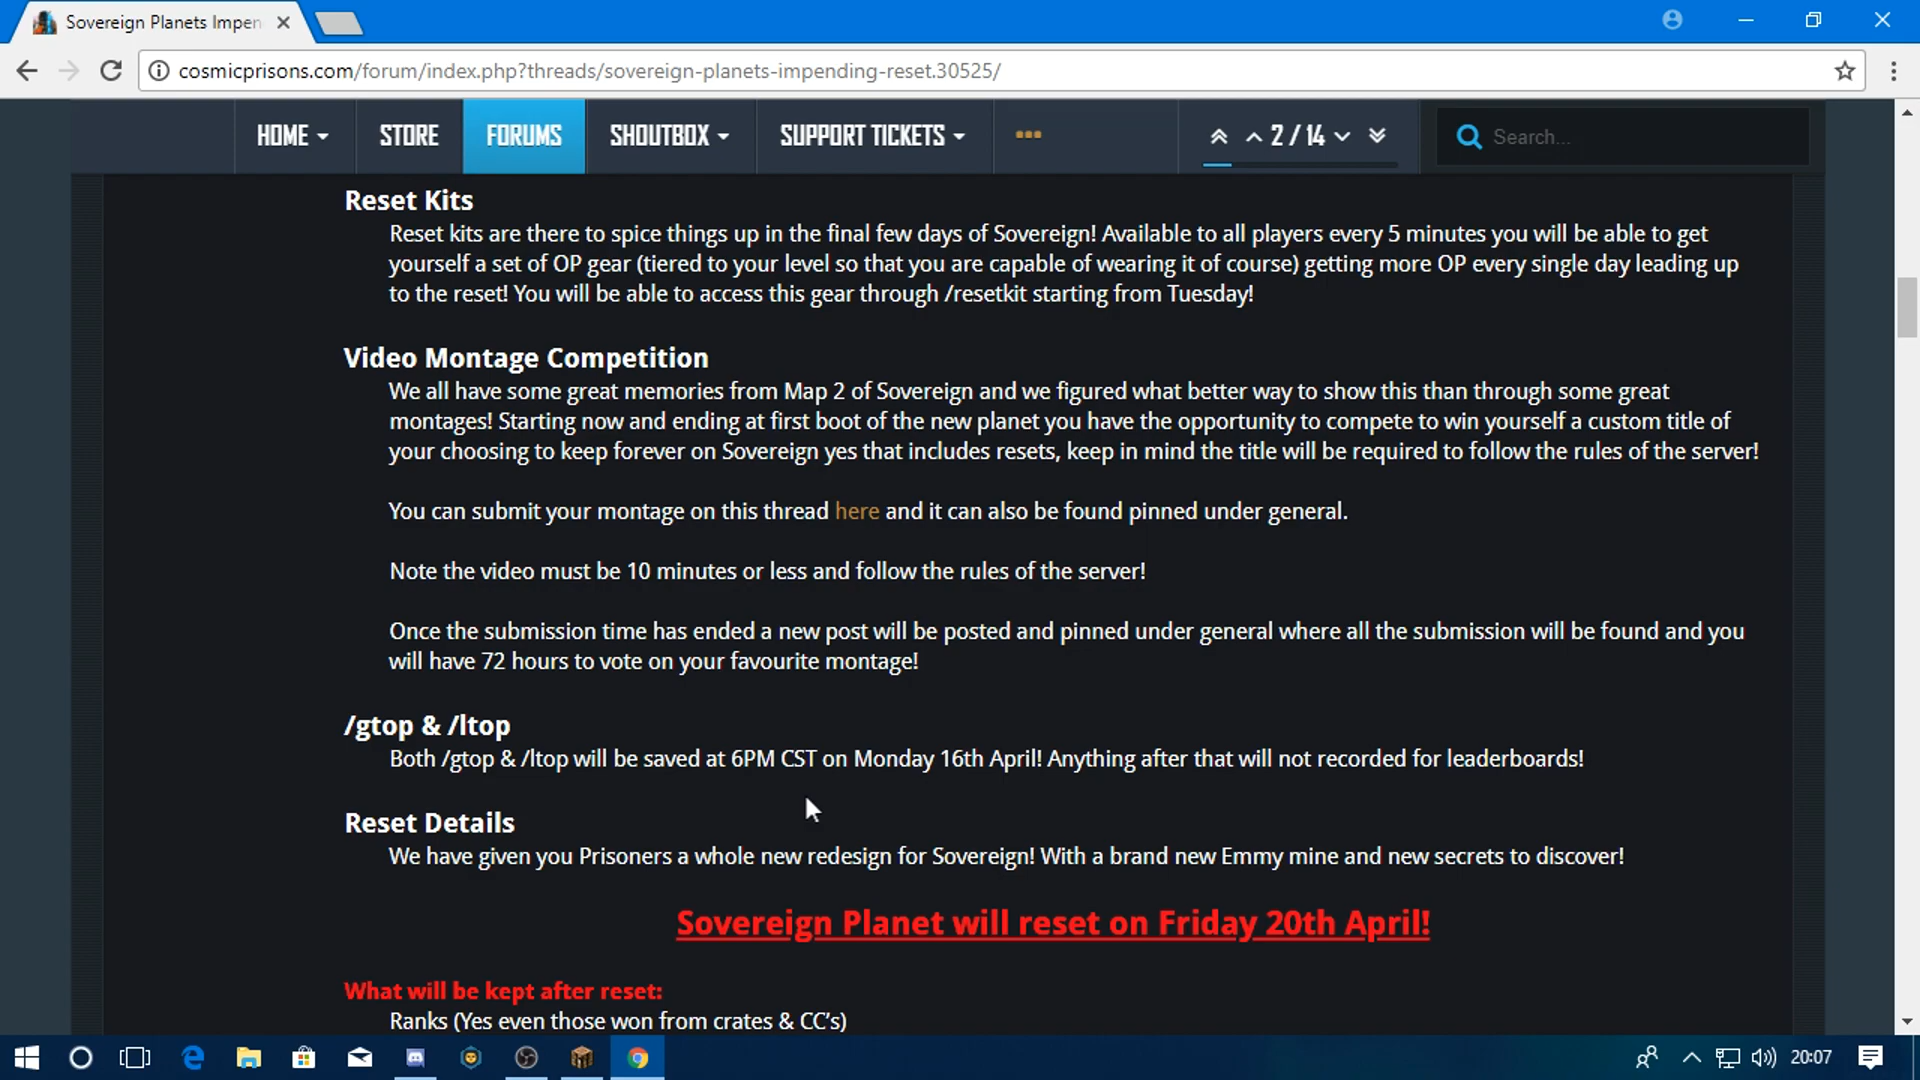 Sovereign Planets Impen
cosmicprisons.com/forum/index.php?threads/sovereign-planets-impending-reset.30525/
HOME STORE FORUMS SHOUTBOX SUPPORT TICKETS 2 / 14 Search...
Reset Kits
Reset kits are there to spice things up in the final few days of Sovereign! Available to all players every 5 minutes you will be able to get
yourself a set of OP gear (tiered to your level so that you are capable of wearing it of course) getting more OP every single day leading up
to the reset! You will be able to access this gear through /resetkit starting from Tuesday!
Video Montage Competition
We all have some great memories from Map 2 of Sovereign and we figured what better way to show this than through some great
montages! Starting now and ending at first boot of the new planet you have the opportunity to compete to win yourself a custom title of
your choosing to keep forever on Sovereign yes that includes resets, keep in mind the title will be required to follow the rules of the server!
You can submit your montage on this thread here and it can also be found pinned under general.
Note the video must be 10 minutes or less and follow the rules of the server!
Once the submission time has ended a new post will be posted and pinned under general where all the submission will be found and you
will have 72 hours to vote on your favourite montage!
/gtop & /ltop
Both /gtop & /ltop will be saved at 6PM CST on Monday 16th April! Anything after that will not recorded for leaderboards!
Reset Details
We have given you Prisoners a whole new redesign for Sovereign! With a brand new Emmy mine and new secrets to discover!
Sovereign Planet will reset on Friday 20th April!
What will be kept after reset:
Ranks (Yes even those won from crates & CC's)
20:07